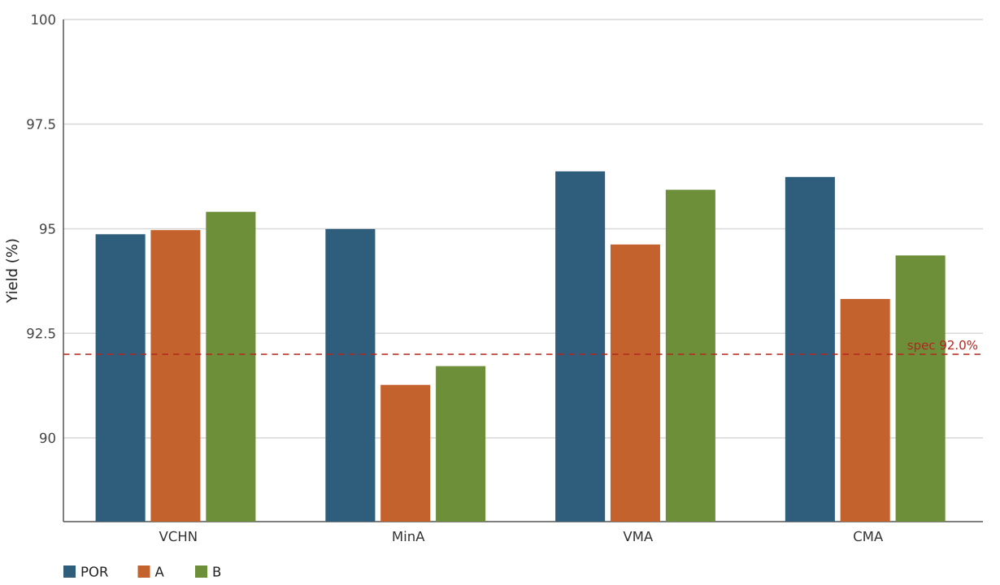 100
97.5
95
92.5
90
Yield (%)
spec 92.0%
VCHN MinA VMA CMA
POR A B